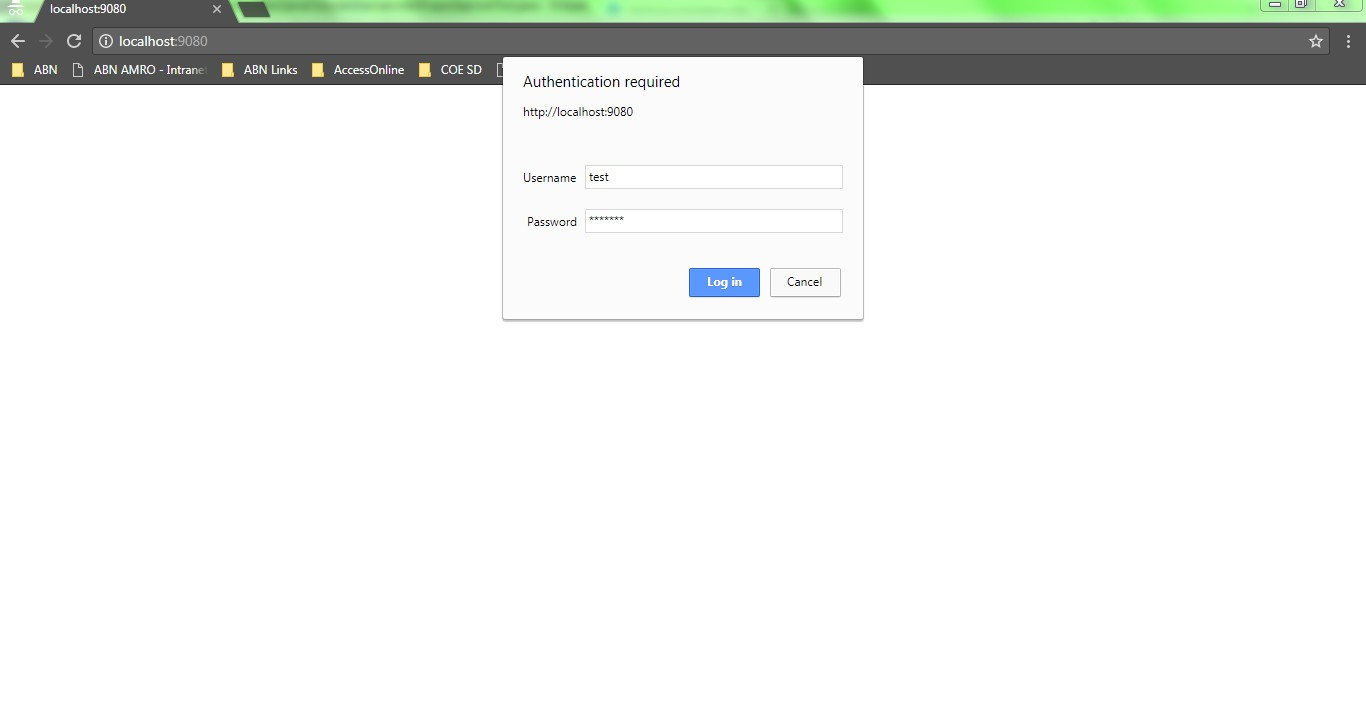 localhost:9080
localhost:9080
ABN ABN AMRO - Intrane ABN Links AccessOnline COE SD
Authentication required
http://localhost:9080
Username test
Password *******
Log in Cancel